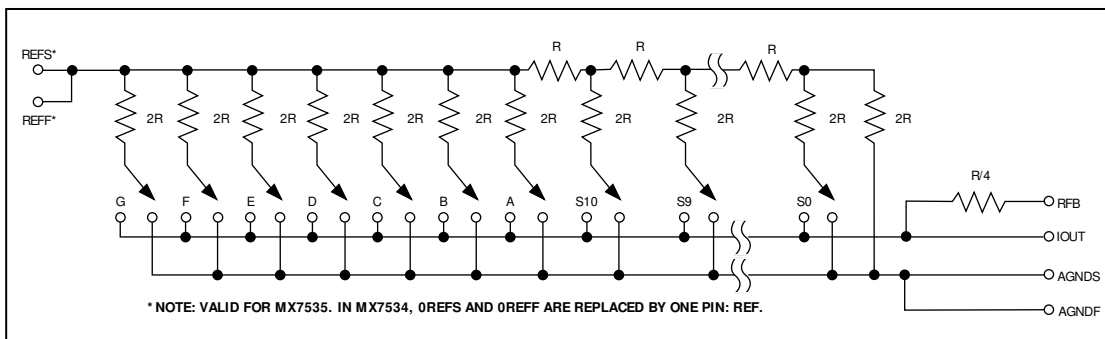 R R R
REFS*
REFF*
2R 2R 2R 2R 2R 2R 2R 2R 2R 2R 2R
G F E D C B A S10 S9 S0
R/4
RFB
IOUT
AGNDS
AGNDF
* NOTE: VALID FOR MX7535. IN MX7534, 0REFS AND 0REFF ARE REPLACED BY ONE PIN: REF.